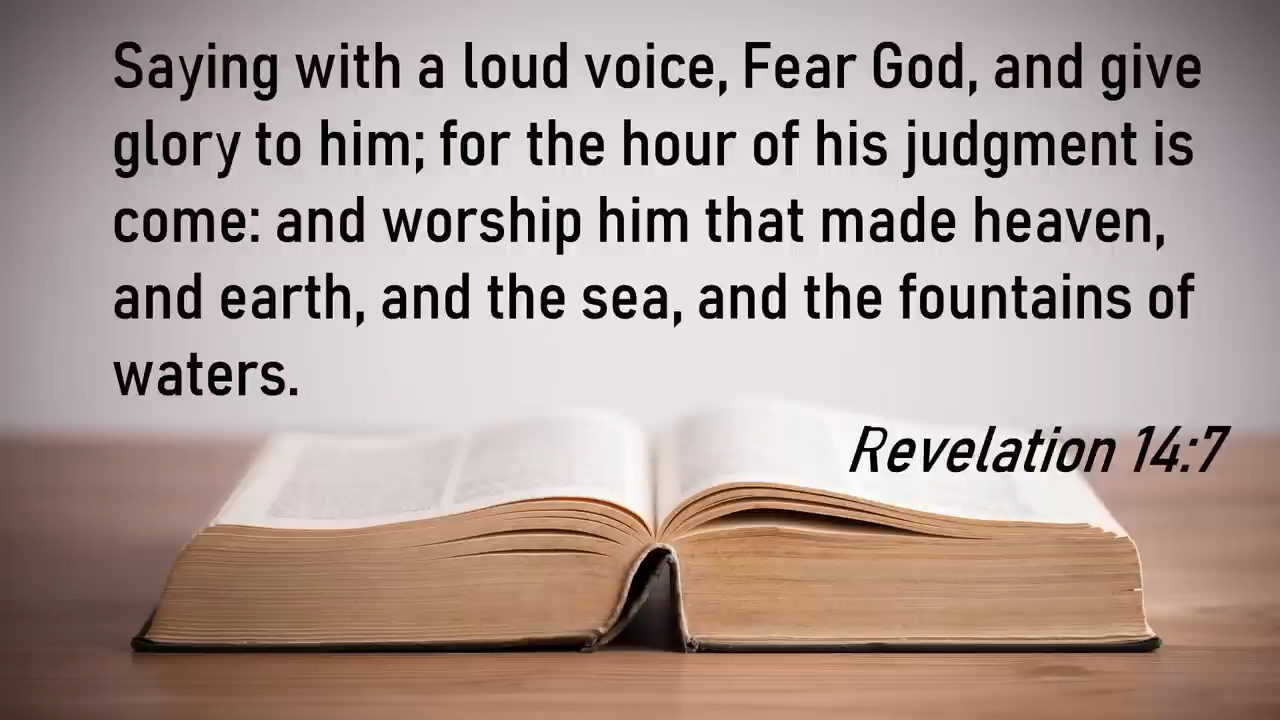 Saying with a loud voice, Fear God, and give
glory to him; for the hour of his judgment is
come: and worship him that made heaven,
and earth, and the sea, and the fountains of
waters.
Revelation 14:7